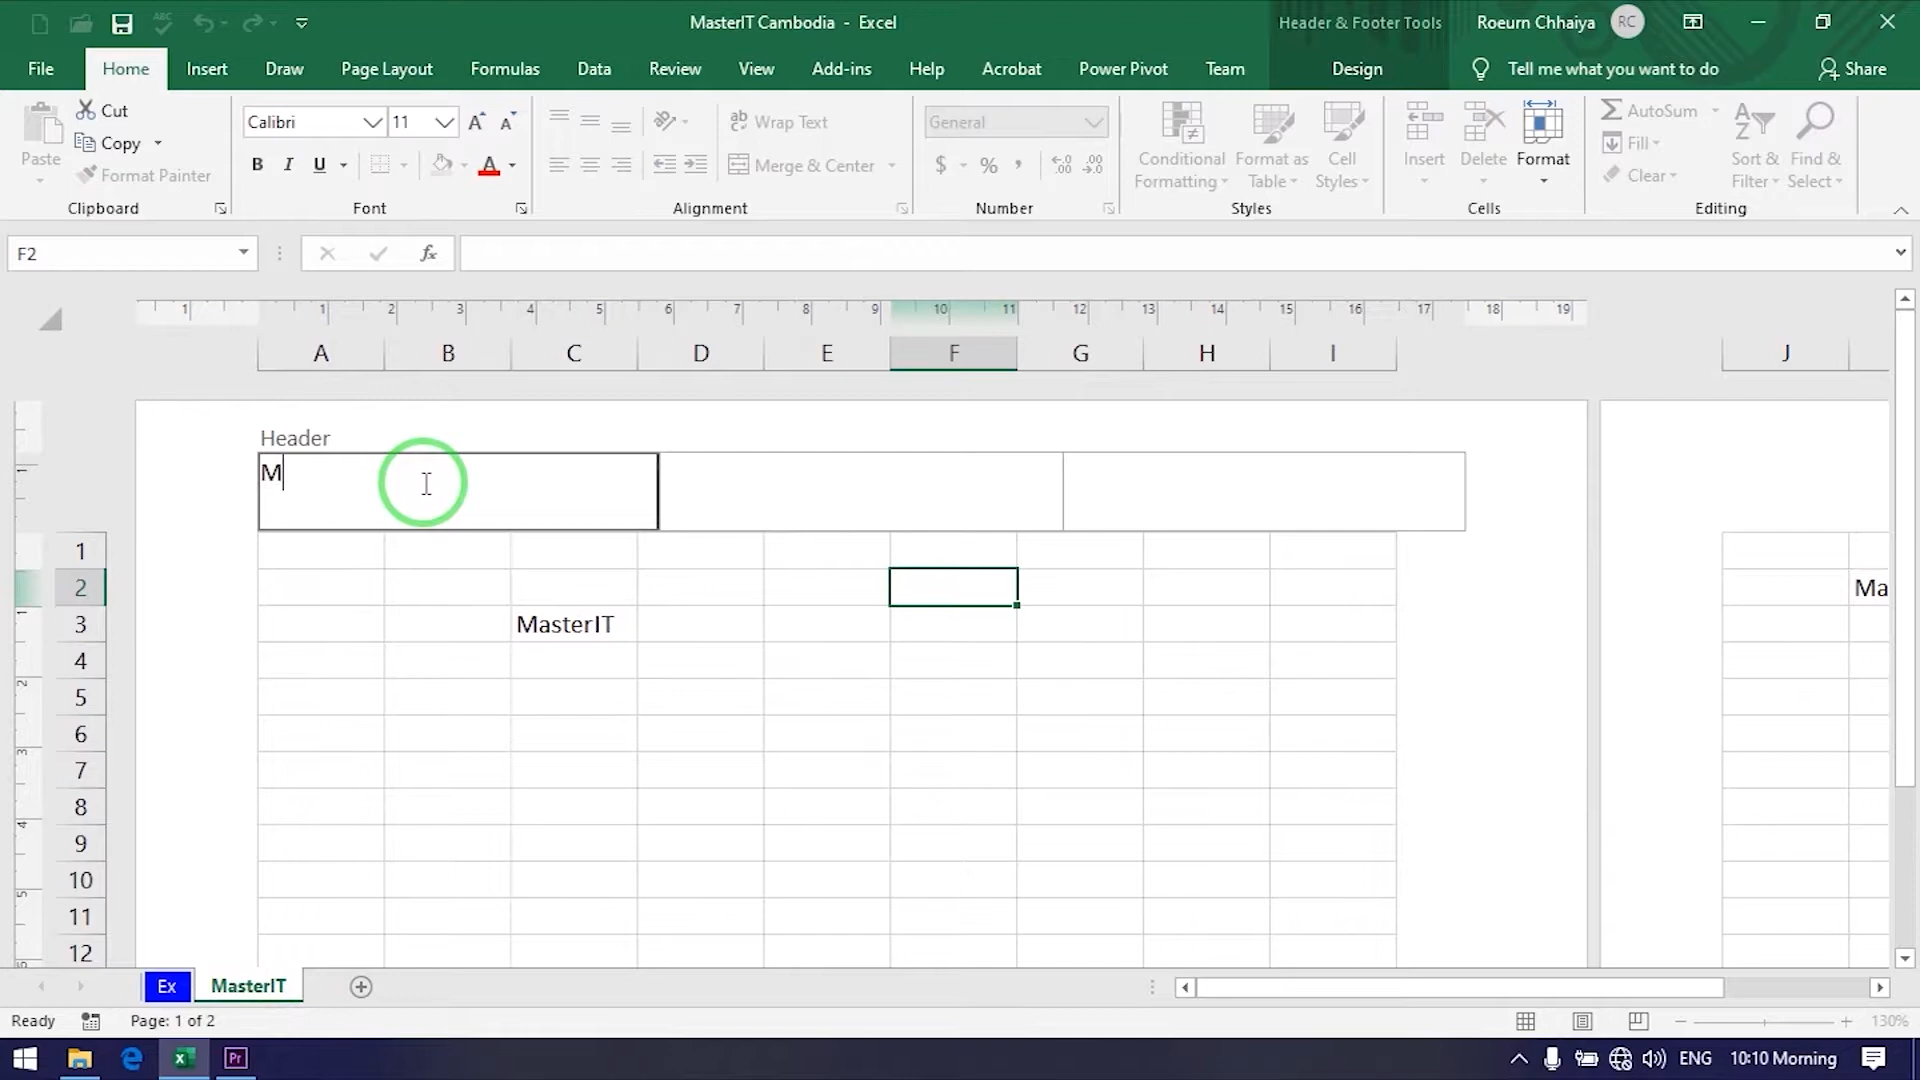 MasterIT Cambodia - Excel
Header & Footer Tools
Roeurn Chhaiya
RC
File
Home
Insert
Draw
Page Layout
Formulas
Data
Review
View
Add-ins
Help
Acrobat
Power Pivot
Team
Design
Tell me what you want to do
Share
Paste
Cut
Copy
Format Painter
Clipboard
Calibri
11
B I U
Font
Wrap Text
Merge & Center
Alignment
General
$ % ,
Number
Conditional
Formatting
Format as
Table
Cell
Styles
Styles
Insert
Delete
Format
Cells
AutoSum
Fill
Clear
Sort &
Filter
Find &
Select
Editing
F2
fx
1 1 2 3 4 5 6 7 8 9 10 11 12 13 14 15 16 17 18 19
A B C D E F G H I J
Header
M
1
2
Ma
3
MasterIT
4
5
6
7
8
9
10
11
12
Ex
MasterIT
Ready
Page: 1 of 2
130%
Pr
ENG
10:10 Morning